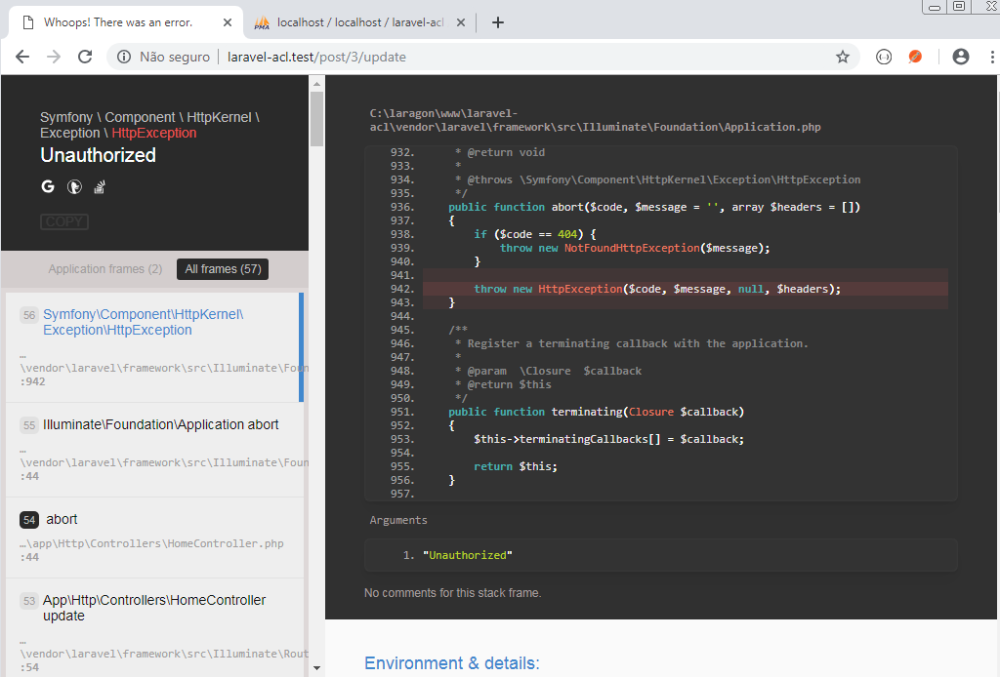 Whoops! There was an error.
localhost / localhost / laravel-acl
Não seguro | laravel-acl.test/post/3/update
Symfony \ Component \ HttpKernel \
Exception \ HttpException
Unauthorized
COPY
Application frames (2) All frames (57)
56 Symfony\Component\HttpKernel\
Exception\HttpException
…
\vendor\laravel\framework\src\Illuminate\Foun
:942
55 Illuminate\Foundation\Application abort
…
\vendor\laravel\framework\src\Illuminate\Foun
:44
54 abort
…\app\Http\Controllers\HomeController.php
:44
53 App\Http\Controllers\HomeController
update
…
\vendor\laravel\framework\src\Illuminate\Rout
:54
C:\laragon\www\laravel-
acl\vendor\laravel\framework\src\Illuminate\Foundation\Application.php
932. * @return void
933. *
934. * @throws \Symfony\Component\HttpKernel\Exception\HttpException
935. */
936. public function abort($code, $message = '', array $headers = [])
937. {
938. if ($code == 404) {
939. throw new NotFoundHttpException($message);
940. }
941.
942. throw new HttpException($code, $message, null, $headers);
943. }
944.
945. /**
946. * Register a terminating callback with the application.
947. *
948. * @param  \Closure  $callback
949. * @return $this
950. */
951. public function terminating(Closure $callback)
952. {
953. $this->terminatingCallbacks[] = $callback;
954.
955. return $this;
956. }
957.
Arguments
1. "Unauthorized"
No comments for this stack frame.
Environment & details: